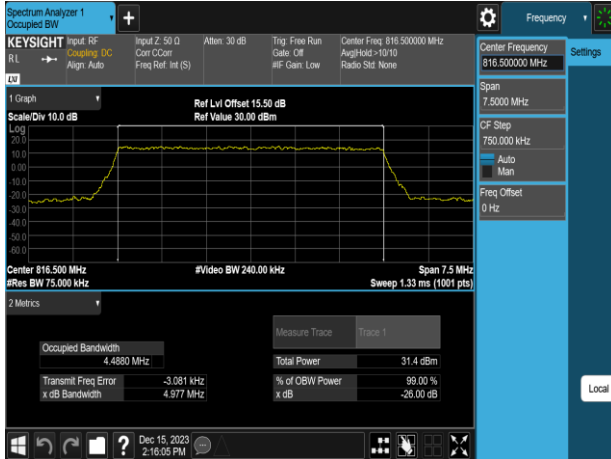 Spectrum Analyzer 1
Occupied BW
+
Frequency
KEYSIGHT
Input: RF
Coupling: DC
Align: Auto
Input Z: 50 Ω
Corr CCorr
Freq Ref: Int (S)
Atten: 30 dB
Trig: Free Run
Gate: Off
#IF Gain: Low
Center Freq: 816.500000 MHz
Avg|Hold:>10/10
Radio Std: None
RL
LXI
Center Frequency
816.500000 MHz
Settings
Span
7.5000 MHz
CF Step
750.000 kHz
Auto
Man
Freq Offset
0 Hz
1 Graph
Scale/Div 10.0 dB
Ref Lvl Offset 15.50 dB
Ref Value 30.00 dBm
Log
20.0
10.0
0.00
-10.0
-20.0
-30.0
-40.0
-50.0
-60.0
Center 816.500 MHz
#Video BW 240.00 kHz
Span 7.5 MHz
#Res BW 75.000 kHz
Sweep 1.33 ms (1001 pts)
2 Metrics
Measure Trace
Trace 1
Occupied Bandwidth
4.4880 MHz
Total Power
31.4 dBm
Transmit Freq Error
-3.081 kHz
% of OBW Power
99.00 %
x dB Bandwidth
4.977 MHz
x dB
-26.00 dB
Local
?
Dec 15, 2023
2:16:05 PM